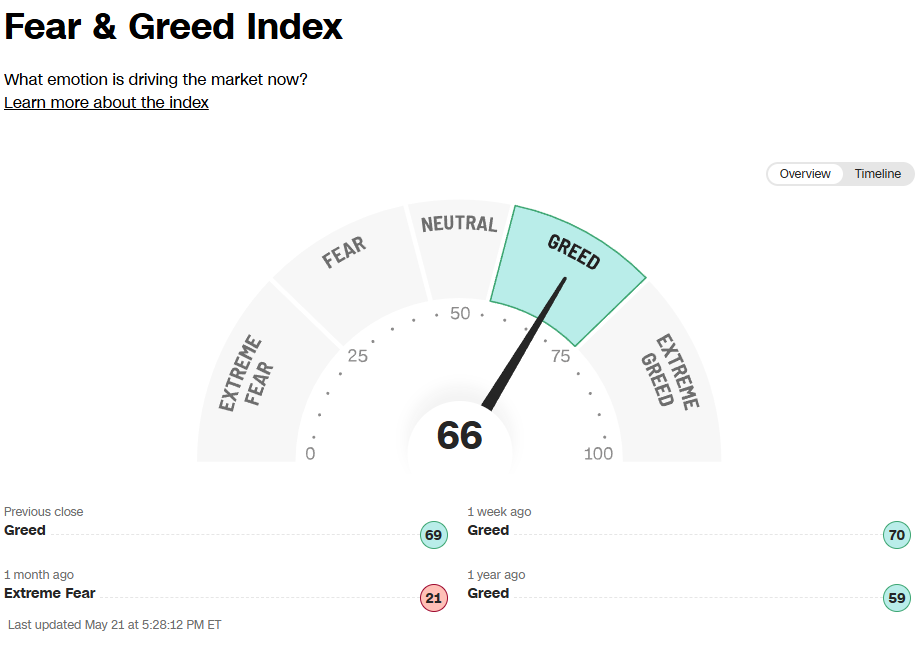 Fear & Greed Index
What emotion is driving the market now?
Learn more about the index
Overview
Timeline
EXTREME
FEAR
FEAR
NEUTRAL
GREED
EXTREME
GREED
0
25
50
75
100
66
Previous close
Greed
69
1 week ago
Greed
70
1 month ago
Extreme Fear
21
1 year ago
Greed
59
Last updated May 21 at 5:28:12 PM ET